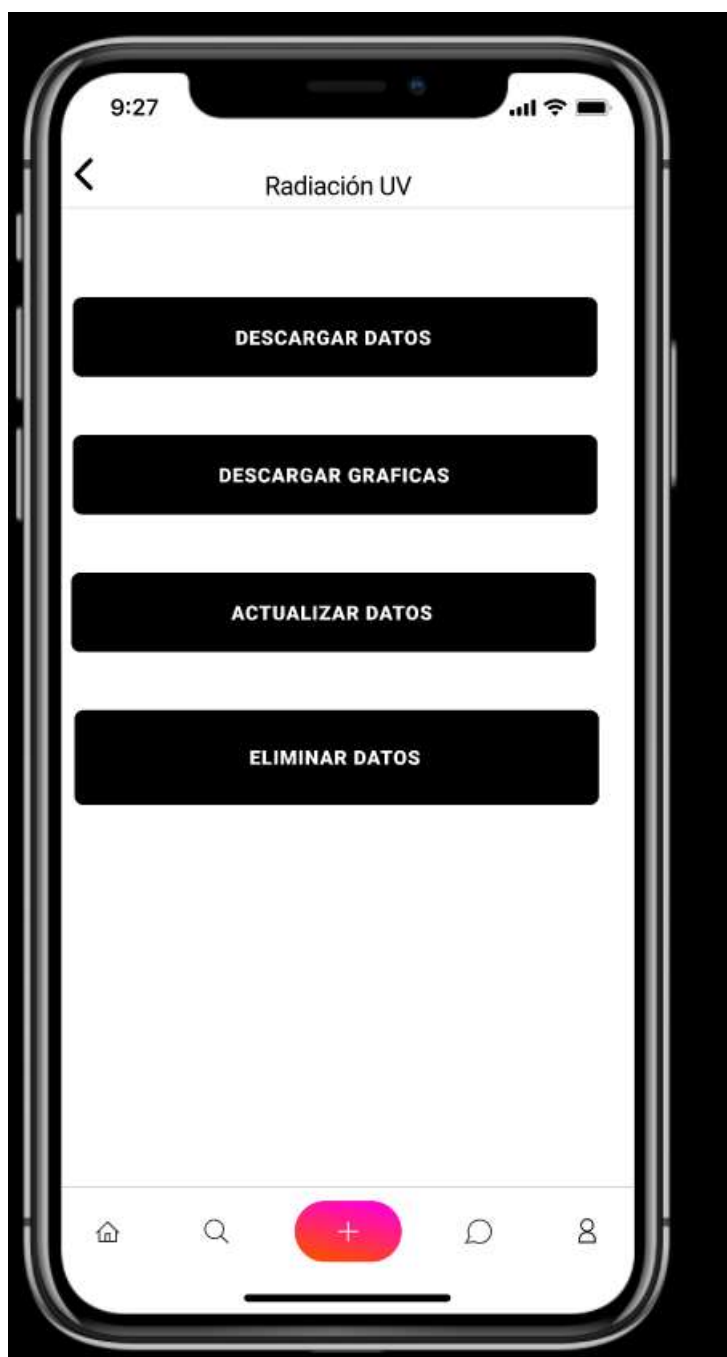 9:27
Radiación UV
DESCARGAR DATOS
DESCARGAR GRAFICAS
ACTUALIZAR DATOS
ELIMINAR DATOS